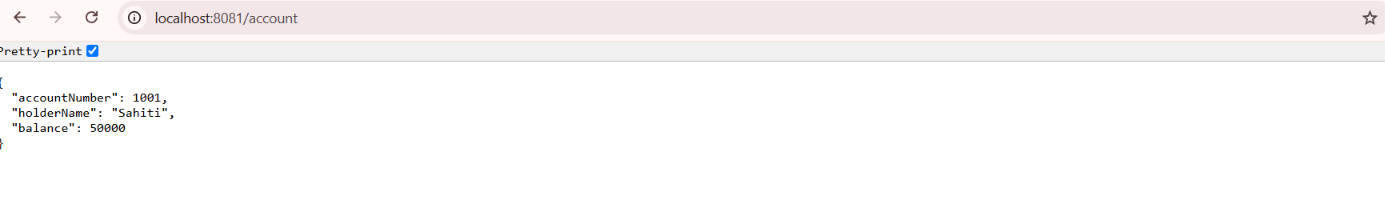 localhost:8081/account
Pretty-print
{
"accountNumber": 1001,
"holderName": "Sahiti",
"balance": 50000
}